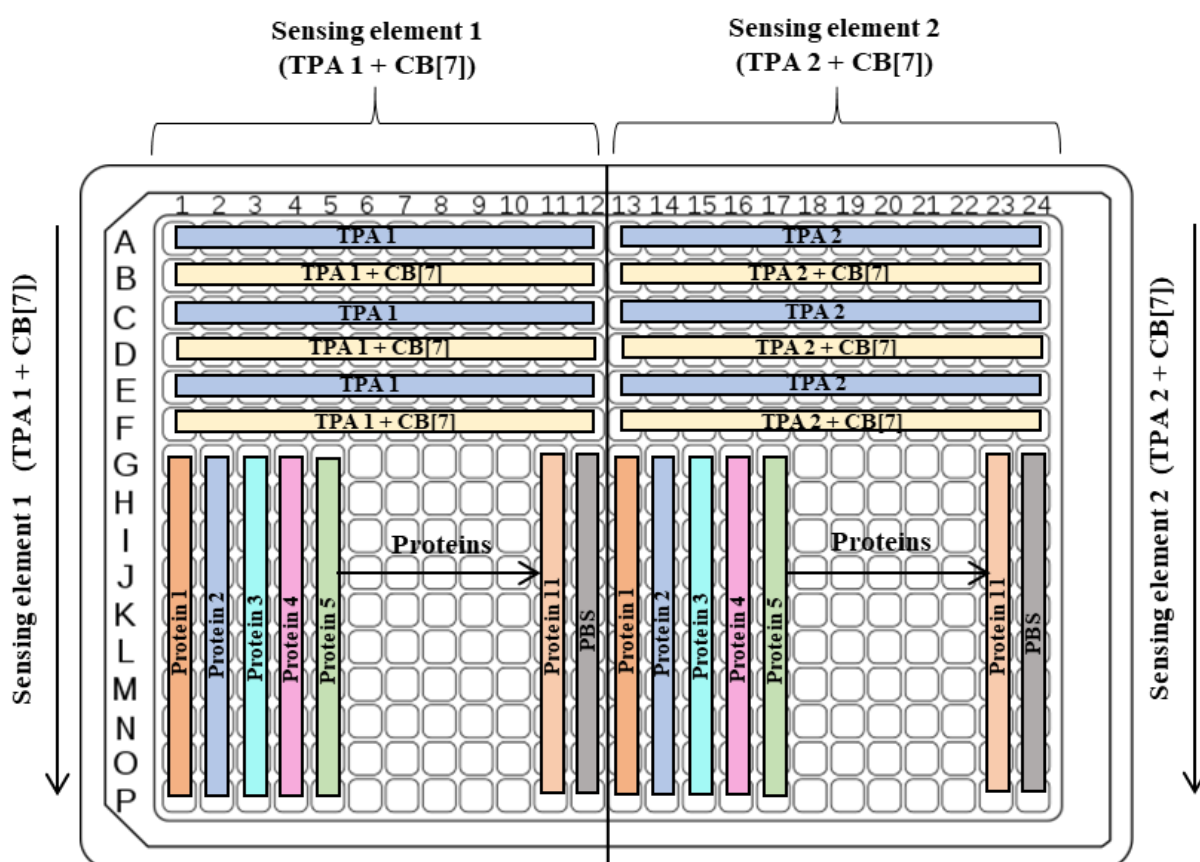 Sensing element 1
(TPA 1 + CB[7])
Sensing element 2
(TPA 2 + CB[7])
1 2 3 4 5 6 7 8 9 10 11 12 13 14 15 16 17 18 19 20 21 22 23 24
A TPA 1 TPA 2
B TPA 1 + CB[7] TPA 2 + CB[7]
C TPA 1 TPA 2
D TPA 1 + CB[7] TPA 2 + CB[7]
E TPA 1 TPA 2
F TPA 1 + CB[7] TPA 2 + CB[7]
G
H
I
J
K
L
M
N
O
P
Sensing element 1 (TPA 1 + CB[7])
Protein 1
Protein 2
Protein 3
Protein 4
Protein 5
Proteins
Protein 11
PBS
Protein 1
Protein 2
Protein 3
Protein 4
Protein 5
Proteins
Protein 11
PBS
Sensing element 2 (TPA 2 + CB[7])